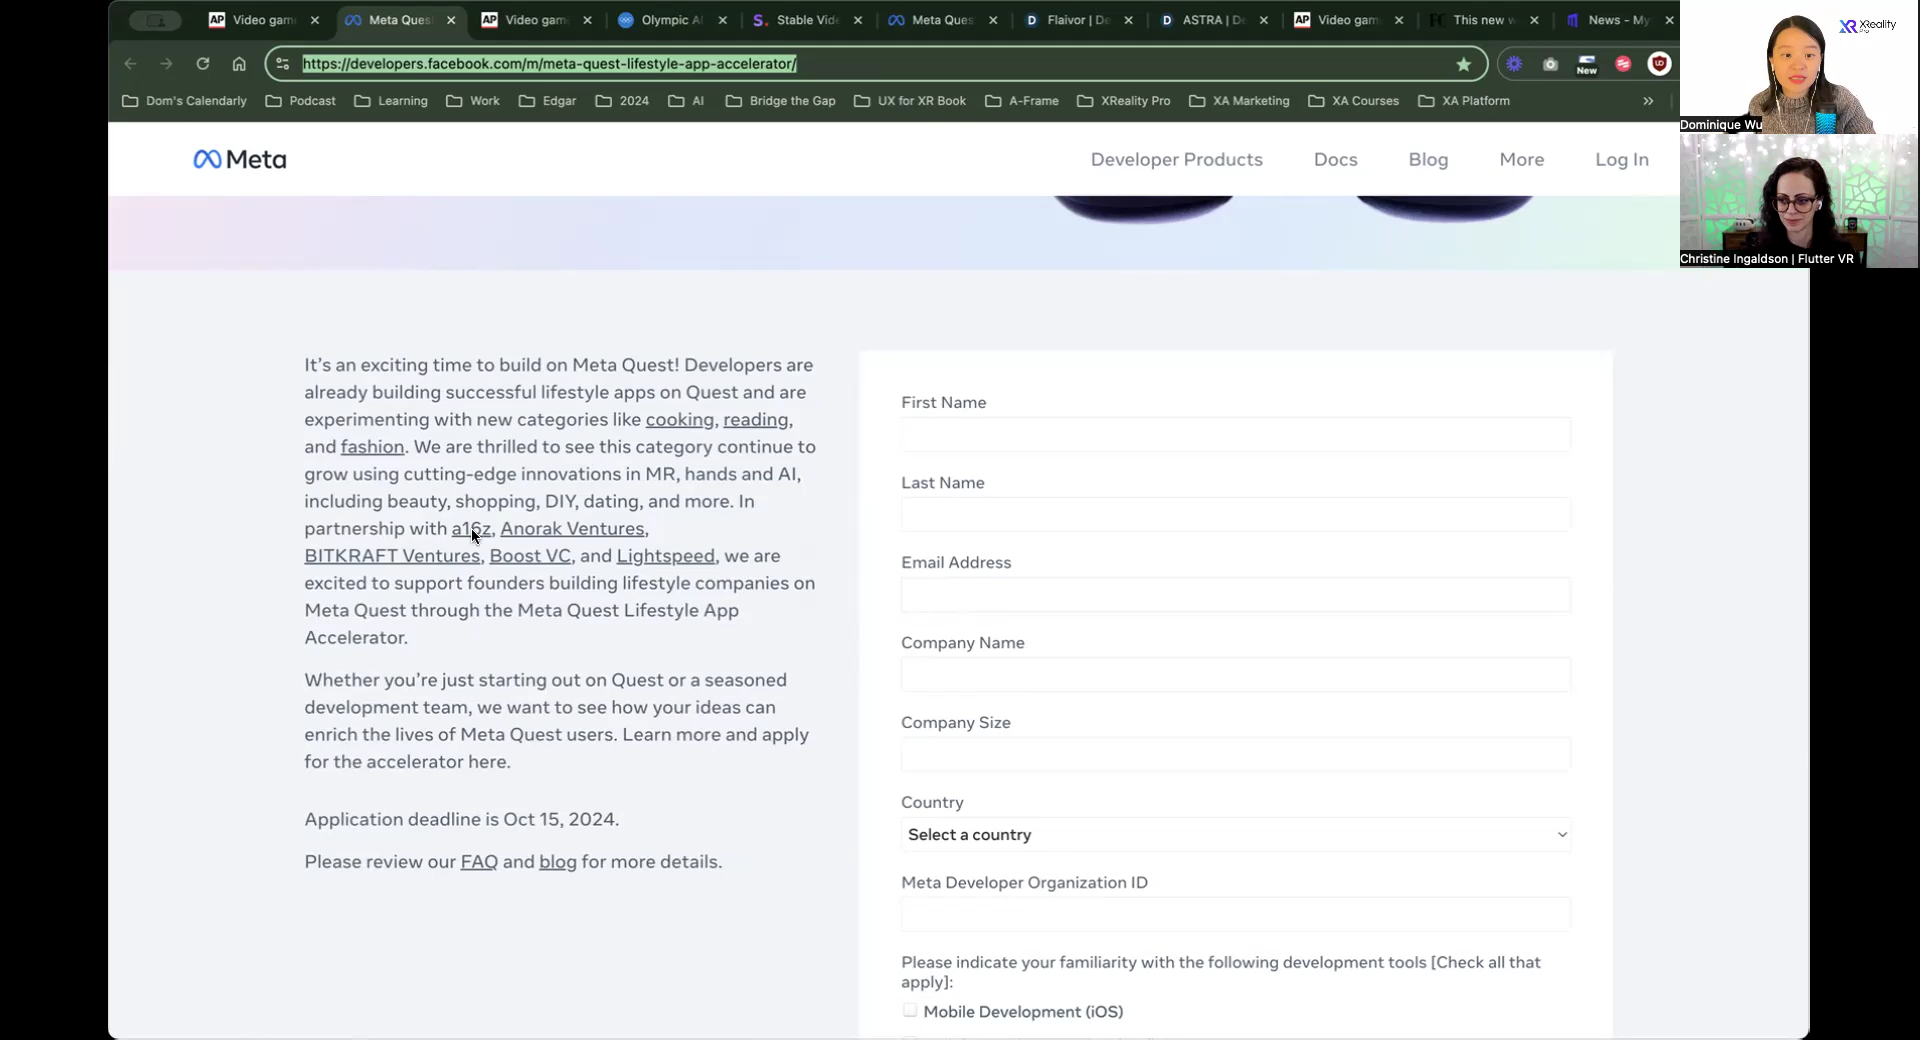 Video gam
Meta Ques
Video gam
Olympic A
Stable Vide
Meta Ques
Flaivor | De
ASTRA | De
Video gam
This new w
News - My
https://developers.facebook.com/m/meta-quest-lifestyle-app-accelerator/
New
Dom's Calendarly
Podcast
Learning
Work
Edgar
2024
AI
Bridge the Gap
UX for XR Book
A-Frame
XReality Pro
XA Marketing
XA Courses
XA Platform
XReality
Pro
Dominique Wu
Christine Ingaldson | Flutter VR
Meta
Developer Products
Docs
Blog
More
Log In
It's an exciting time to build on Meta Quest! Developers are
already building successful lifestyle apps on Quest and are
experimenting with new categories like cooking, reading,
and fashion. We are thrilled to see this category continue to
grow using cutting-edge innovations in MR, hands and AI,
including beauty, shopping, DIY, dating, and more. In
partnership with a16z, Anorak Ventures,
BITKRAFT Ventures, Boost VC, and Lightspeed, we are
excited to support founders building lifestyle companies on
Meta Quest through the Meta Quest Lifestyle App
Accelerator.
Whether you're just starting out on Quest or a seasoned
development team, we want to see how your ideas can
enrich the lives of Meta Quest users. Learn more and apply
for the accelerator here.
Application deadline is Oct 15, 2024.
Please review our FAQ and blog for more details.
First Name
Last Name
Email Address
Company Name
Company Size
Country
Select a country
Meta Developer Organization ID
Please indicate your familiarity with the following development tools [Check all that
apply]:
Mobile Development (iOS)